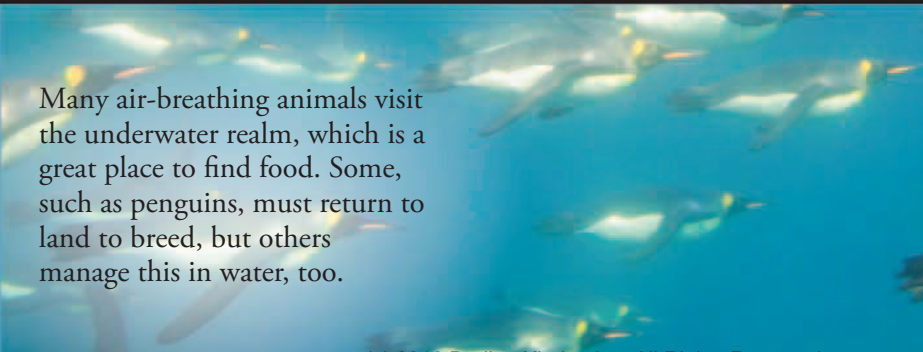 Many air-breathing animals visit
the underwater realm, which is a
great place to find food. Some,
such as penguins, must return to
land to breed, but others
manage this in water, too.